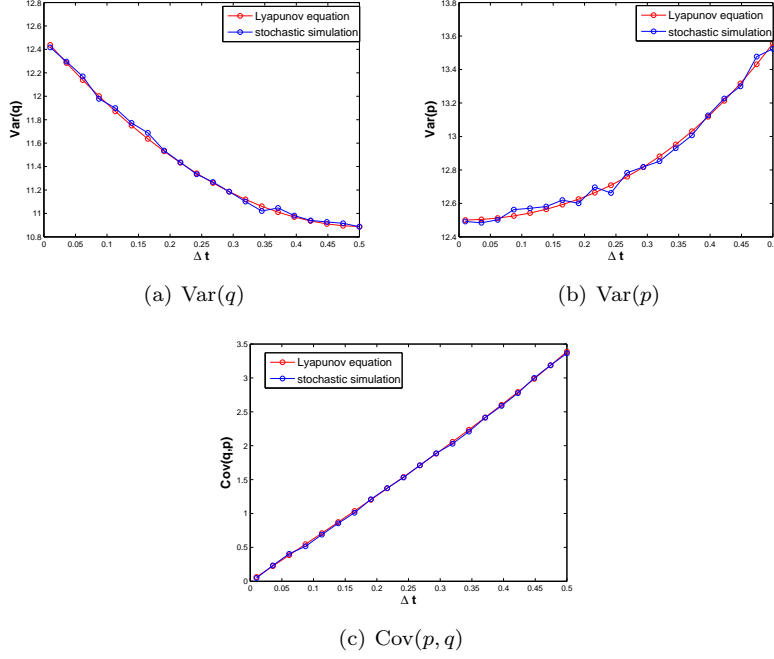 12.8
12.6
12.4
12.2
12
11.8
11.6
11.4
11.2
11
10.8
Var(q)
Lyapunov equation
stochastic simulation
0 0.05 0.1 0.15 0.2 0.25 0.3 0.35 0.4 0.45 0.5
Δ t
(a) Var(q)
13.8
13.6
13.4
13.2
13
12.8
12.6
12.4
Var(p)
Lyapunov equation
stochastic simulation
0 0.05 0.1 0.15 0.2 0.25 0.3 0.35 0.4 0.45 0.5
Δ t
(b) Var(p)
3.5
3
2.5
2
1.5
1
0.5
0
Cov(q,p)
Lyapunov equation
stochastic simulation
0 0.05 0.1 0.15 0.2 0.25 0.3 0.35 0.4 0.45 0.5
Δ t
(c) Cov(p, q)